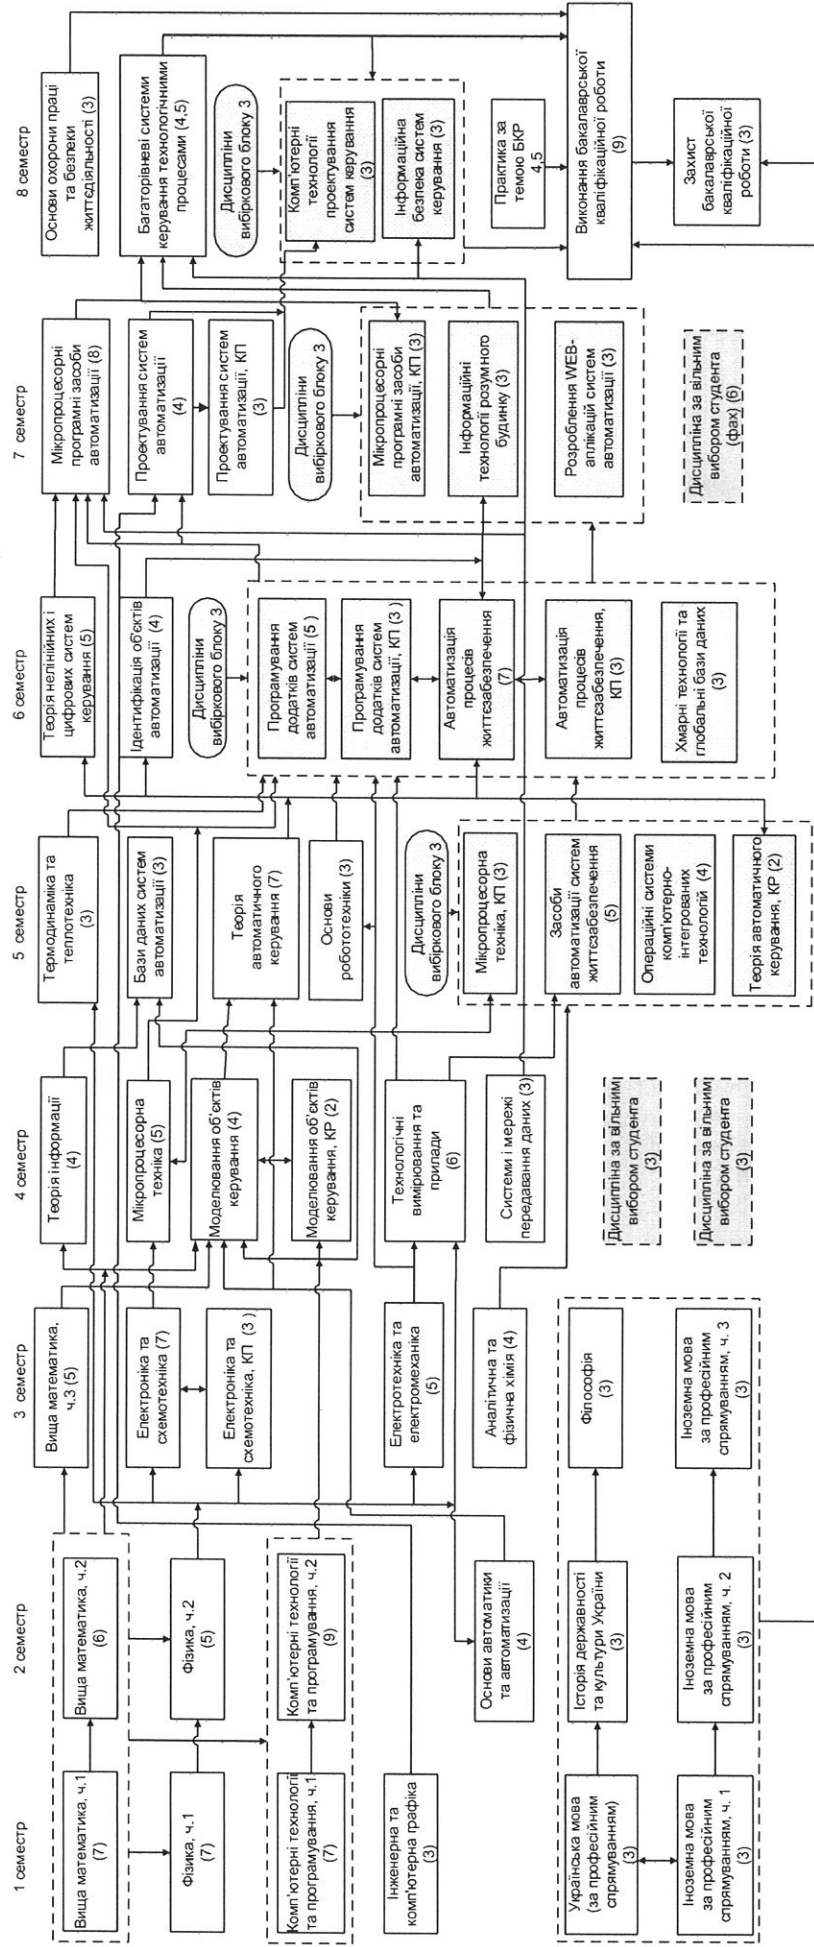 1 семестр
Вища математика, ч.1
(7)
Фізика, ч.1
(7)
Комп'ютерні технології
та програмування, ч.1
(7)
Інженерна та
комп'ютерна графіка
(3)
Українська мова
(за професійним
спрямуванням)
(3)
Іноземна мова
за професійним
спрямуванням, ч. 1
(3)
2 семестр
Вища математика, ч.2
(6)
Фізика, ч.2
(5)
Комп'ютерні технології
та програмування, ч.2
(9)
Основи автоматики
та автоматизації
(4)
Історія державності
та культури України
(3)
Іноземна мова
за професійним
спрямуванням, ч. 2
(3)
3 семестр
Вища математика,
ч.3 (5)
Електроніка та
схемотехніка (7)
Електроніка та
схемотехніка, КП (3)
Електротехніка та
електромеханіка
(5)
Аналітична та
фізична хімія (4)
Філософія
(3)
Іноземна мова
за професійним
спрямуванням, ч. 3
(3)
4 семестр
Теорія інформації
(4)
Мікропроцесорна
техніка (5)
Моделювання об'єктів
керування (4)
Моделювання об'єктів
керування, КР (2)
Технологічні
вимірювання та
прилади
(6)
Системи і мережі
передавання даних (3)
Дисципліна за вільним
вибором студента
(3)
Дисципліна за вільним
вибором студента
(3)
5 семестр
Термодинаміка та
теплотехніка
(3)
Бази даних систем
автоматизації (3)
Теорія
автоматичного
керування (7)
Основи
робототехніки (3)
Дисципліни
вибіркового блоку 3
Мікропроцесорна
техніка, КП (3)
Засоби
автоматизації систем
життєзабезпечення
(5)
Операційні системи
комп'ютерно-
інтегрованих
технологій (4)
Теорія автоматичного
керування, КР (2)
6 семестр
Теорія нелінійних і
цифрових систем
керування (5)
Ідентифікація об'єктів
автоматизації (4)
Дисципліни
вибіркового блоку 3
Програмування
додатків систем
автоматизації (5)
Програмування
додатків систем
автоматизації, КП (3)
Автоматизація
процесів
життєзабезпечення
(7)
Автоматизація
процесів
життєзабезпечення,
КП (3)
Хмарні технології та
глобальні бази даних
(3)
7 семестр
Мікропроцесорні
програмні засоби
автоматизації (8)
Проектування систем
автоматизації
(4)
Проектування систем
автоматизації, КП
(3)
Дисципліни
вибіркового блоку 3
Мікропроцесорні
програмні засоби
автоматизації, КП (3)
Інформаційні
технології розумного
будинку (3)
Розроблення WEB-
аплікацій систем
автоматизації (3)
Дисципліна за вільним
вибором студента
(фах) (6)
8 семестр
Основи охорони праці
та безпеки
життєдіяльності (3)
Багаторівневі системи
керування технологічними
процесами (4,5)
Дисципліни
вибіркового блоку 3
Комп'ютерні
технології
проектування
систем керування
(3)
Інформаційна
безпека систем
керування (3)
Практика за
темою БКР
4,5
Виконання бакалаврської
кваліфікаційної роботи
(9)
Захист
бакалаврської
кваліфікаційної
роботи (3)